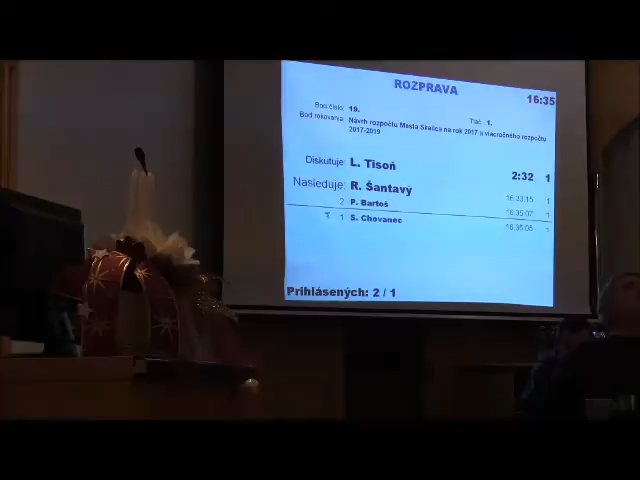 ROZPRAVA
16:35
Bod číslo: 19. Tlač: 1.
Bod rokovania: Návrh rozpočtu Mesta Skalica na rok 2017 a viacročného rozpočtu
2017-2019
Diskutuje: L. Tisoň 2:32 1
Nasleduje: R. Šantavý 16:23:15 1
2 P. Bartoš 16:35:07 1
1 S. Chovanec 16:35:05 1
Prihlásených: 2 / 1